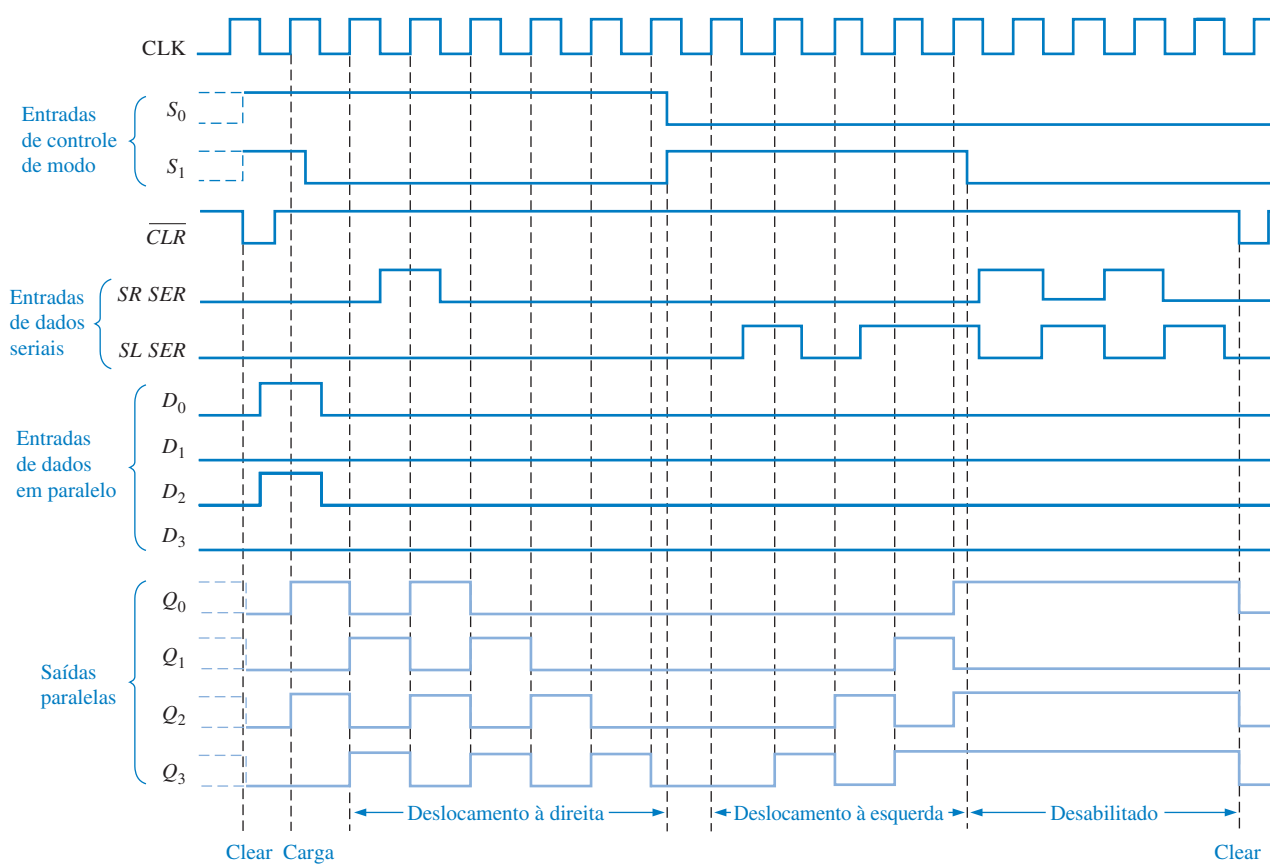 CLK
Entradas
de controle
de modo
S0
S1
CLR
Entradas
de dados
seriais
SR SER
SL SER
Entradas
de dados
em paralelo
D0
D1
D2
D3
Saídas
paralelas
Q0
Q1
Q2
Q3
Deslocamento à direita
Deslocamento à esquerda
Desabilitado
Clear
Carga
Clear